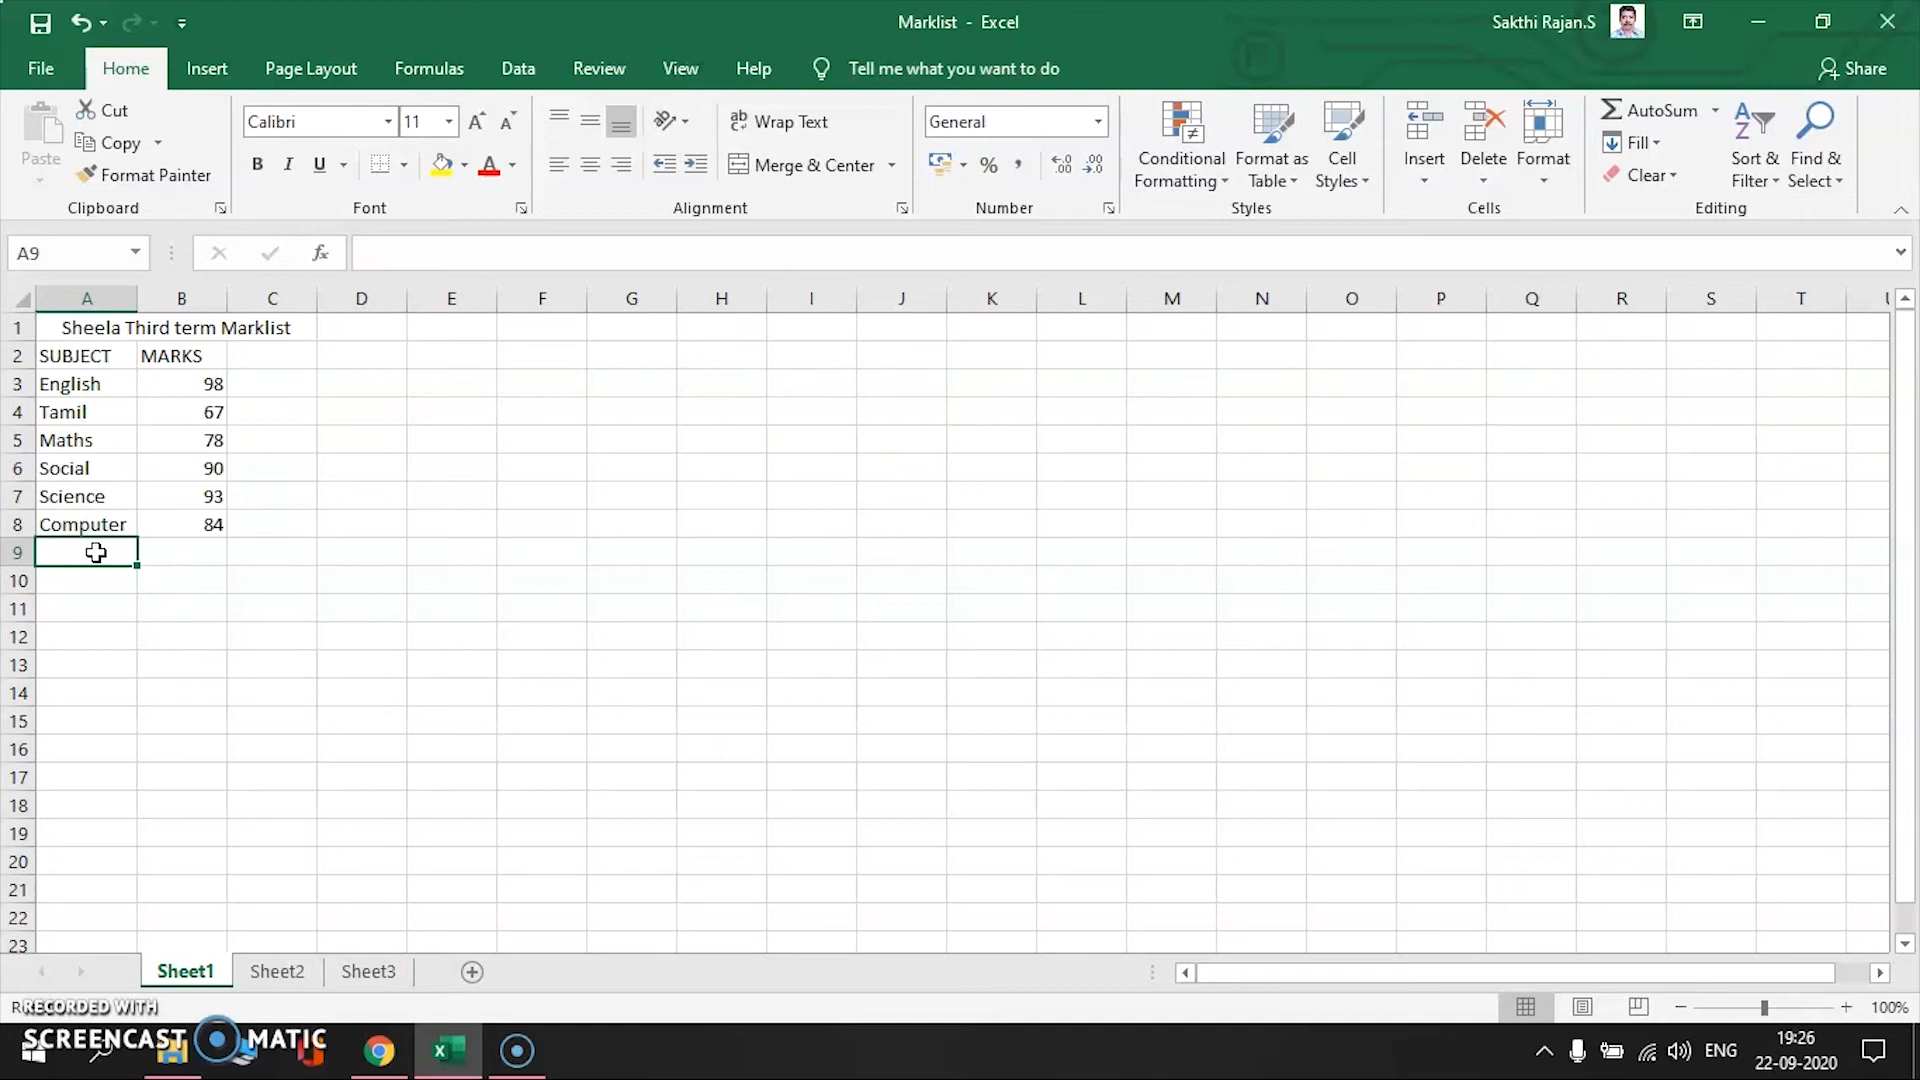 Marklist - Excel
Sakthi Rajan.S
File Home Insert Page Layout Formulas Data Review View Help Tell me what you want to do Share
Paste
Cut
Copy
Format Painter
Clipboard
Calibri 11
B I U A
Font
Wrap Text
Merge & Center
Alignment
General
%
Number
Conditional Formatting
Format as Table
Cell Styles
Styles
Insert Delete Format
Cells
AutoSum
Fill
Clear
Sort & Filter
Find & Select
Editing
A9 fx
A B C D E F G H I J K L M N O P Q R S T
1 Sheela Third term Marklist
2 SUBJECT MARKS
3 English 98
4 Tamil 67
5 Maths 78
6 Social 90
7 Science 93
8 Computer 84
9
10
11
12
13
14
15
16
17
18
19
20
21
22
23
Sheet1 Sheet2 Sheet3
100%
RECORDED WITH
SCREENCAST MATIC
ENG
19:26
22-09-2020